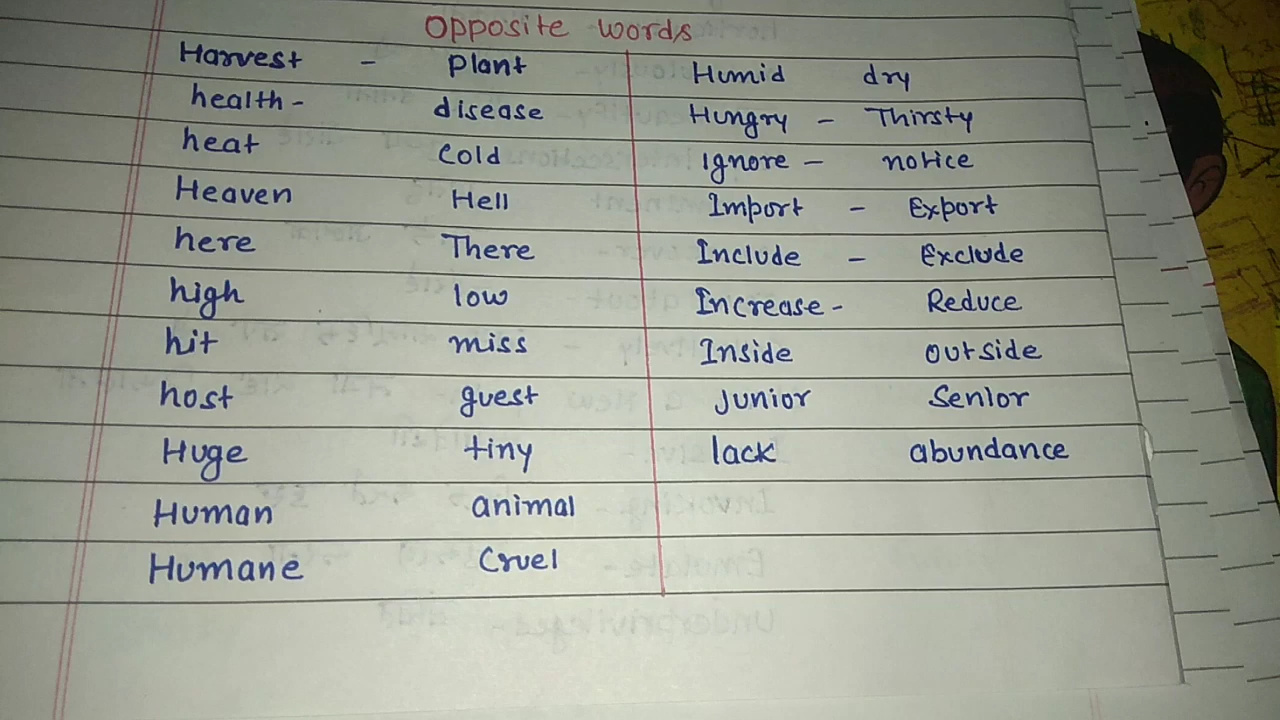 Opposite words
Harvest - Plant
health - disease
heat Cold
Heaven Hell
here There
high low
hit miss
host guest
Huge tiny
Human animal
Humane Cruel
Humid dry
Hungry - Thirsty
Ignore - notice
Import - Export
Include - Exclude
Increase - Reduce
Inside outside
Junior Senior
lack abundance